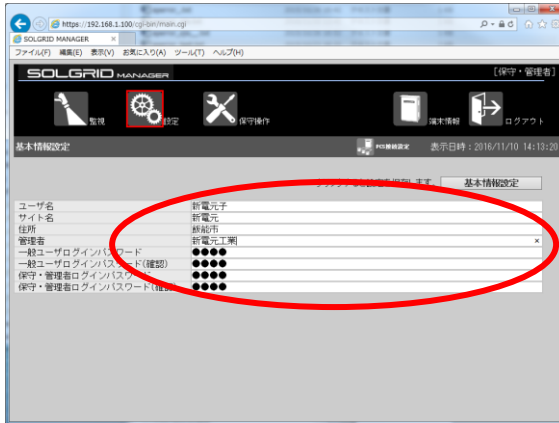 https://192.168.1.100/cgi-bin/main.cgi
SOLGRID MANAGER
ファイル(F) 編集(E) 表示(V) お気に入り(A) ツール(T) ヘルプ(H)
SOLGRID MANAGER [保守・管理者]
監視 設定 保守操作 端末情報 ログアウト
基本情報設定 PCS接続設定 表示日時:2016/11/10 14:13:20
します。 基本情報設定
ユーザ名 新電元子
サイト名 新電元
住所 飯能市
管理者 新電元工業 ×
一般ユーザログインパスワード ●●●●
一般ユーザログインパスワード(確認) ●●●●
保守・管理者ログインパスワード ●●●●
保守・管理者ログインパスワード(確認) ●●●●